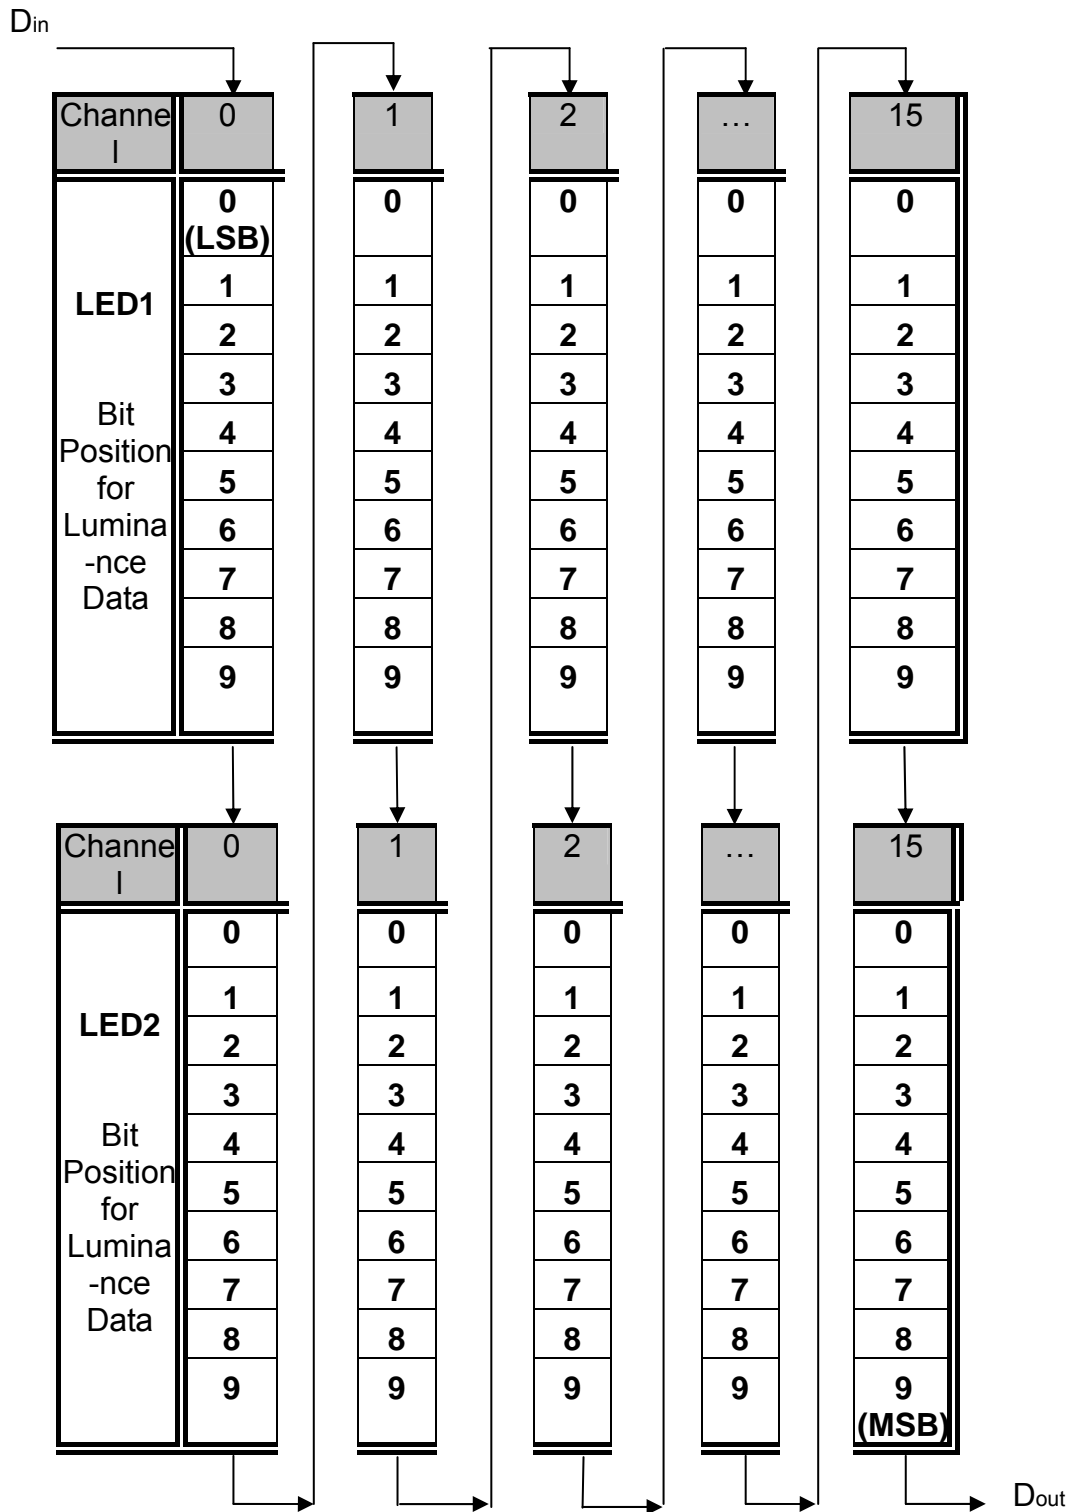 Din
Channe 0 1 2 ... 15
l
0 0 0 0 0
(LSB)
LED1
1 1 1 1 1
2 2 2 2 2
3 3 3 3 3
Bit
4 4 4 4 4
Position
5 5 5 5 5
for
6 6 6 6 6
Lumina
-nce
7 7 7 7 7
Data
8 8 8 8 8
9 9 9 9 9
Channe 0 1 2 ... 15
l
0 0 0 0 0
1 1 1 1 1
LED2
2 2 2 2 2
3 3 3 3 3
Bit
4 4 4 4 4
Position
5 5 5 5 5
for
6 6 6 6 6
Lumina
-nce
7 7 7 7 7
Data
8 8 8 8 8
9 9 9 9 9
(MSB)
Dout